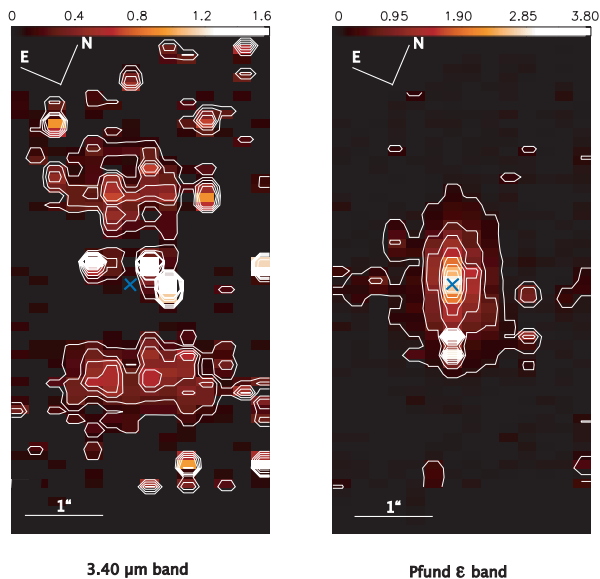 0 0.4 0.8 1.2 1.6
0 0.95 1.90 2.85 3.80
E N
E N
1"
1"
3.40 μm band
Pfund ε band